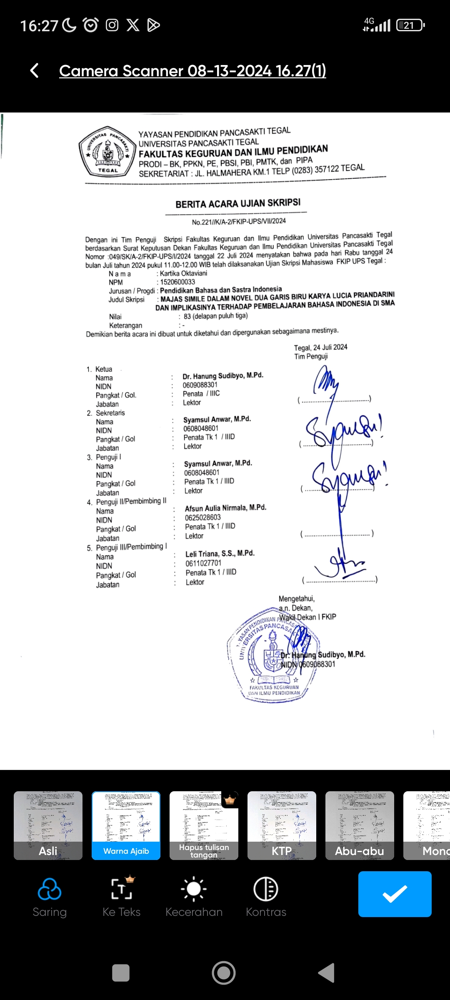 16:27
4G
21
Camera Scanner 08-13-2024 16.27(1)
UNIVERSITAS PANCASAKTI
TEGAL
YAYASAN PENDIDIKAN PANCASAKTI TEGAL
UNIVERSITAS PANCASAKTI TEGAL
FAKULTAS KEGURUAN DAN ILMU PENDIDIKAN
PRODI – BK, PPKN, PE, PBSI, PBI, PMTK, dan PIPA
SEKRETARIAT : JL. HALMAHERA KM.1 TELP (0283) 357122 TEGAL
BERITA ACARA UJIAN SKRIPSI
No.221//K/A-2/FKIP-UPS/VII/2024
Dengan ini Tim Penguji Skripsi Fakultas Keguruan dan Ilmu Pendidikan Universitas Pancasakti Tegal
berdasarkan Surat Keputusan Dekan Fakultas Keguruan dan Ilmu Pendidikan Universitas Pancasakti Tegal
Nomor :049/SK/A-2/FKIP-UPS/I/2024 tanggal 22 Juli 2024 menyatakan bahwa pada hari Rabu tanggal 24
bulan Juli tahun 2024 pukul 11.00-12.00 WIB telah dilaksanakan Ujian Skripsi Mahasiswa FKIP UPS Tegal :
N a m a : Kartika Oktaviani
NPM : 1520600033
Jurusan / Progdi : Pendidikan Bahasa dan Sastra Indonesia
Judul Skripsi : MAJAS SIMILE DALAM NOVEL DUA GARIS BIRU KARYA LUCIA PRIANDARINI
DAN IMPLIKASINYA TERHADAP PEMBELAJARAN BAHASA INDONESIA DI SMA
Nilai : 83 (delapan puluh tiga)
Keterangan : -
Demikian berita acara ini dibuat untuk diketahui dan dipergunakan sebagaimana mestinya.
Tegal, 24 Juli 2024
Tim Penguji
1. Ketua
Nama : Dr. Hanung Sudibyo, M.Pd.
NIDN : 0609088301
Pangkat / Gol. : Penata / IIIC
Jabatan : Lektor
(..........................................)
2. Sekretaris
Nama : Syamsul Anwar, M.Pd.
NIDN : 0608048601
Pangkat / Gol : Penata Tk 1 / IIID
Jabatan : Lektor
(..........................................)
3. Penguji I
Nama : Syamsul Anwar, M.Pd.
NIDN : 0608048601
Pangkat / Gol : Penata Tk 1 / IIID
Jabatan : Lektor
(..........................................)
4. Penguji II/Pembimbing II
Nama : Afsun Aulia Nirmala, M.Pd.
NIDN : 0625028603
Pangkat / Gol : Penata Tk 1 / IIID
Jabatan : Lektor
(..........................................)
5. Penguji III/Pembimbing I
Nama : Leli Triana, S.S., M.Pd.
NIDN : 0611027701
Pangkat / Gol : Penata Tk 1 / IIID
Jabatan : Lektor
(..........................................)
Mengetahui,
a.n. Dekan,
Wakil Dekan I FKIP
Dr. Hanung Sudibyo, M.Pd.
NIDN 0609088301
YAYASAN PENDIDIKAN PANCASA
UNIVERSITAS PANCASA
FAKULTAS KEGURUAN
DAN ILMU PENDIDIKAN
Asli
Warna Ajaib
Hapus tulisan
tangan
KTP
Abu-abu
Mono
Saring
T
Ke Teks
Kecerahan
Kontras